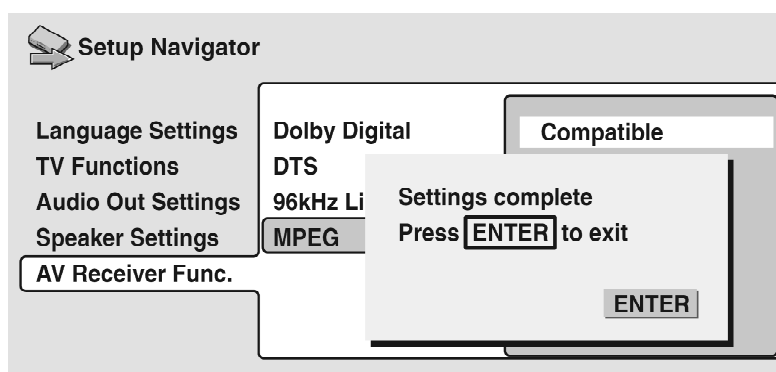 Setup Navigator
Language Settings
TV Functions
Audio Out Settings
Speaker Settings
AV Receiver Func.
Dolby Digital
DTS
96kHz Li
MPEG
Compatible
Settings complete
Press ENTER to exit
ENTER